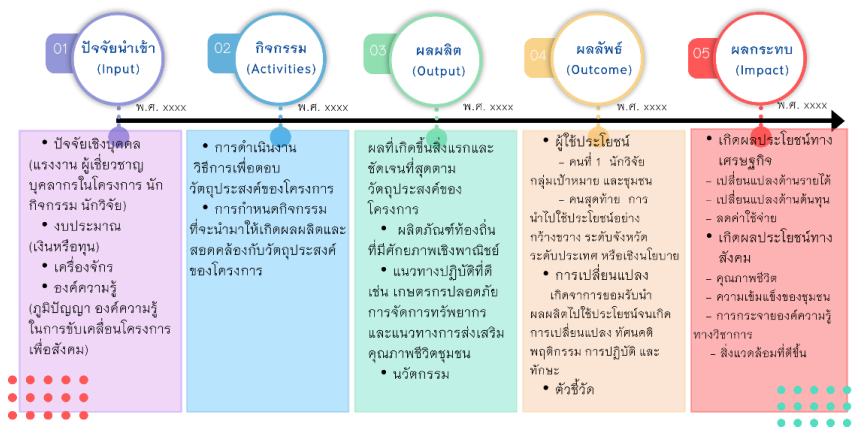 01
ปัจจัยนำเข้า
(Input)
02
กิจกรรม
(Activities)
03
ผลผลิต
(Output)
04
ผลลัพธ์
(Outcome)
05
ผลกระทบ
(Impact)
พ.ศ. xxxx
พ.ศ. xxxx
พ.ศ. xxxx
พ.ศ. xxxx
พ.ศ. xxxx
• ปัจจัยเชิงบุคคล
(แรงงาน ผู้เชี่ยวชาญ
บุคลากรในโครงการ นัก
กิจกรรม นักวิจัย)
• งบประมาณ
(เงินหรือทุน)
• เครื่องจักร
• องค์ความรู้
(ภูมิปัญญา องค์ความรู้
ในการขับเคลื่อนโครงการ
เพื่อสังคม)
• การดำเนินงาน
วิธีการเพื่อตอบ
วัตถุประสงค์ของโครงการ
• การกำหนดกิจกรรม
ที่จะนำมาให้เกิดผลผลิตและ
สอดคล้องกับวัตถุประสงค์
ของโครงการ
ผลที่เกิดขึ้นสิ่งแรกและ
ชัดเจนที่สุดตาม
วัตถุประสงค์ของ
โครงการ
• ผลิตภัณฑ์ท้องถิ่น
ที่มีศักยภาพเชิงพาณิชย์
• แนวทางปฏิบัติที่ดี
เช่น เกษตรกรปลอดภัย
การจัดการทรัพยากร
และแนวทางการส่งเสริม
คุณภาพชีวิตชุมชน
• นวัตกรรม
• ผู้ใช้ประโยชน์
– คนที่ 1 นักวิจัย
กลุ่มเป้าหมาย และชุมชน
– คนสุดท้าย การ
นำไปใช้ประโยชน์อย่าง
กว้างขวาง ระดับจังหวัด
ระดับประเทศ หรือเชิงนโยบาย
• การเปลี่ยนแปลง
เกิดจาการยอมรับนำ
ผลผลิตไปใช้ประโยชน์จนเกิด
การเปลี่ยนแปลง ทัศนคติ
พฤติกรรม การปฏิบัติ และ
ทักษะ
• ตัวชี้วัด
• เกิดผลประโยชน์ทาง
เศรษฐกิจ
– เปลี่ยนแปลงด้านรายได้
– เปลี่ยนแปลงด้านต้นทุน
– ลดค่าใช้จ่าย
• เกิดผลประโยชน์ทาง
สังคม
– คุณภาพชีวิต
– ความเข้มแข็งของชุมชน
– การกระจายองค์ความรู้
ทางวิชาการ
– สิ่งแวดล้อมที่ดีขึ้น